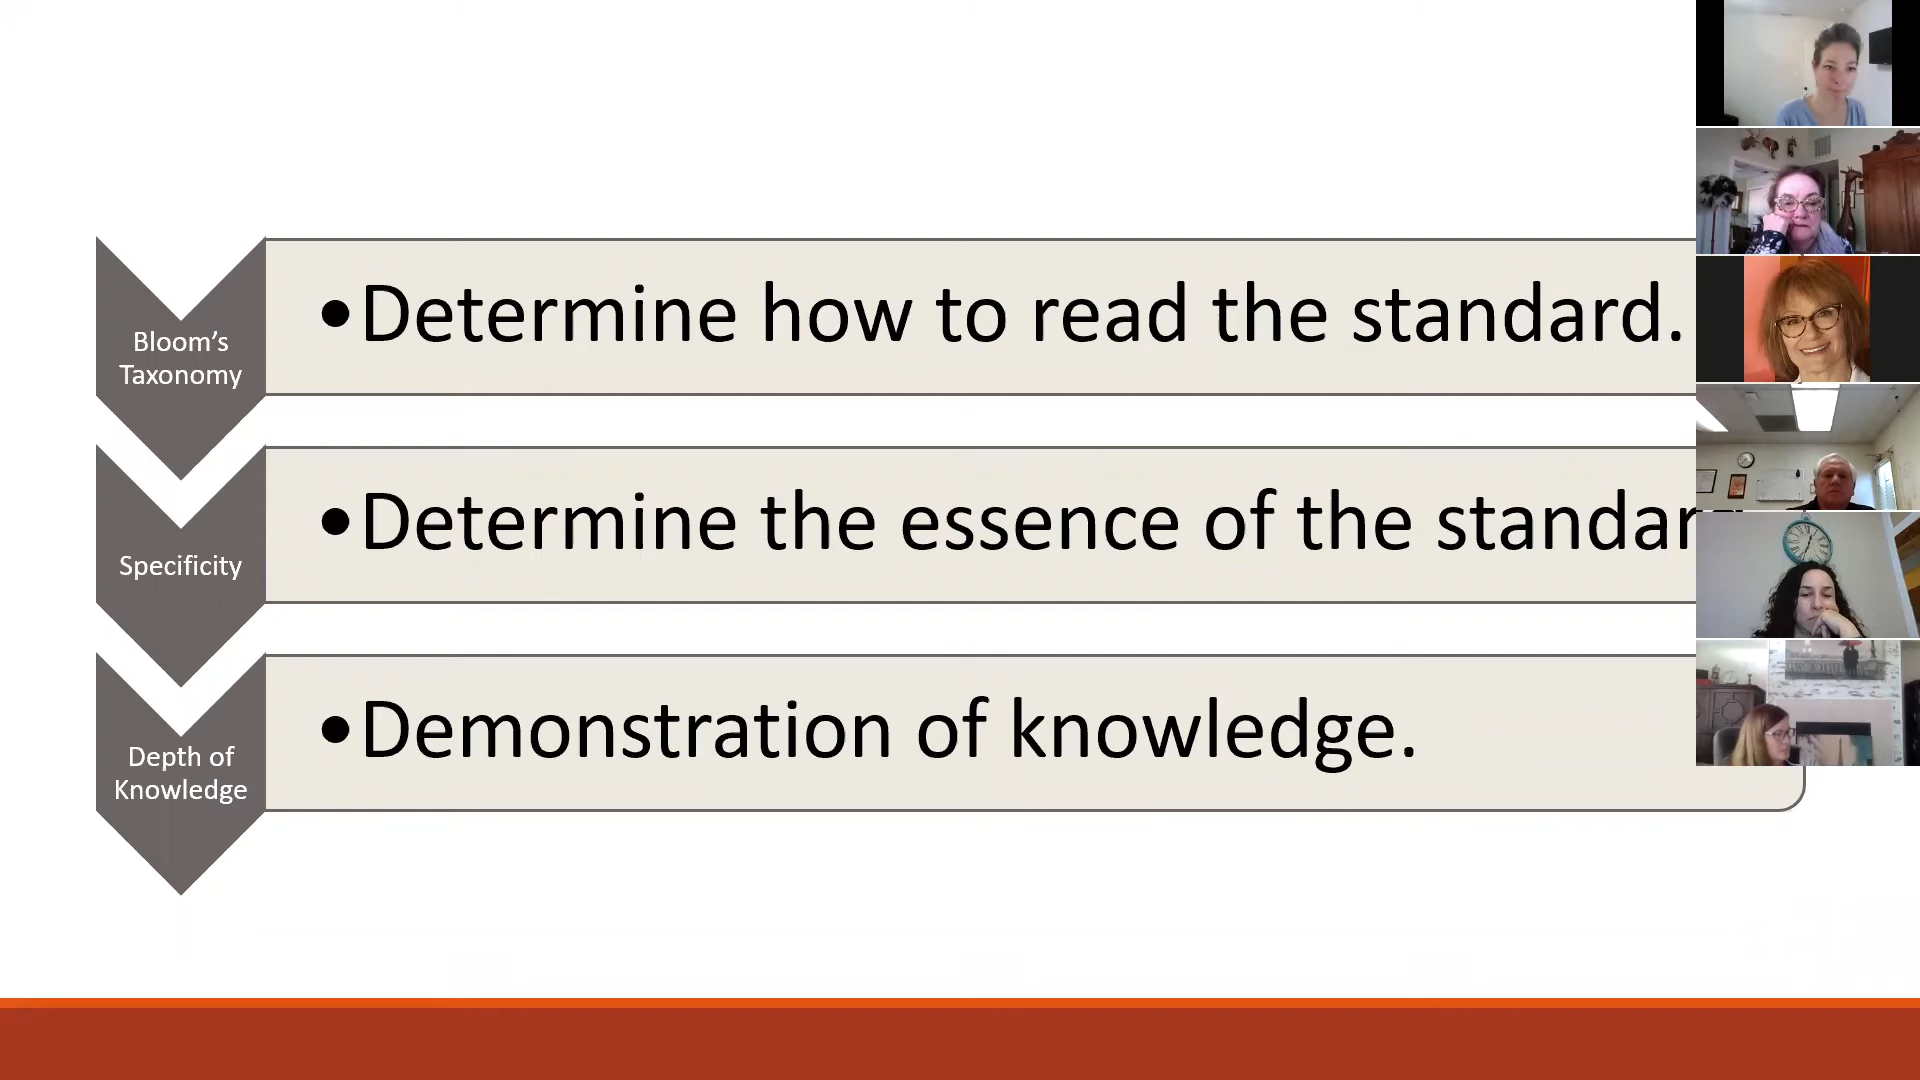 Bloom’s
Taxonomy
•Determine how to read the standard.
Specificity
•Determine the essence of the
Depth of
Knowledge
•Demonstration of knowledge.